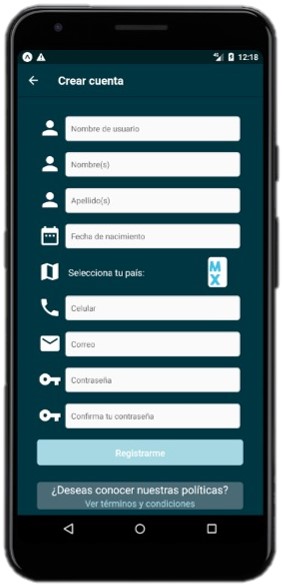 12:18
Crear cuenta
Nombre de usuario
Nombre(s)
Apellido(s)
Fecha de nacimiento
Selecciona tu país:
MX
Celular
Correo
Contraseña
Confirma tu contraseña
Registrarme
¿Deseas conocer nuestras políticas?
Ver términos y condiciones